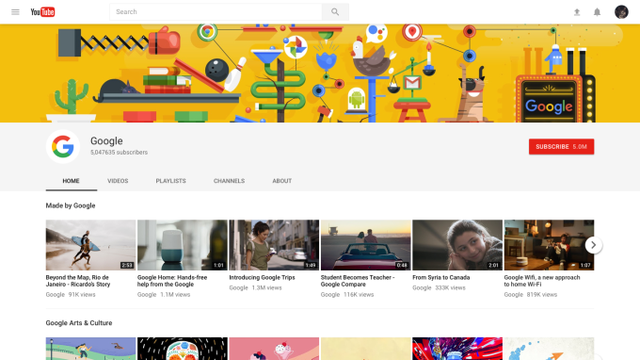 YouTube
Search
Google
Google
5,047635 subscribers
SUBSCRIBE 5.0M
HOME
VIDEOS
PLAYLISTS
CHANNELS
ABOUT
Made by Google
2:53
1:01
1:49
0:48
2:01
1:07
Beyond the Map, Rio de
Janeiro - Ricardo's Story
Google 91K views
Google Home: Hands-free
help from the Google
Google 1.1M views
Introducing Google Trips
Google 1.3M views
Student Becomes Teacher -
Google Compare
Google 116K views
From Syria to Canada
Google 333K views
Google Wifi, a new approach
to home Wi-Fi
Google 819K views
Google Arts & Culture